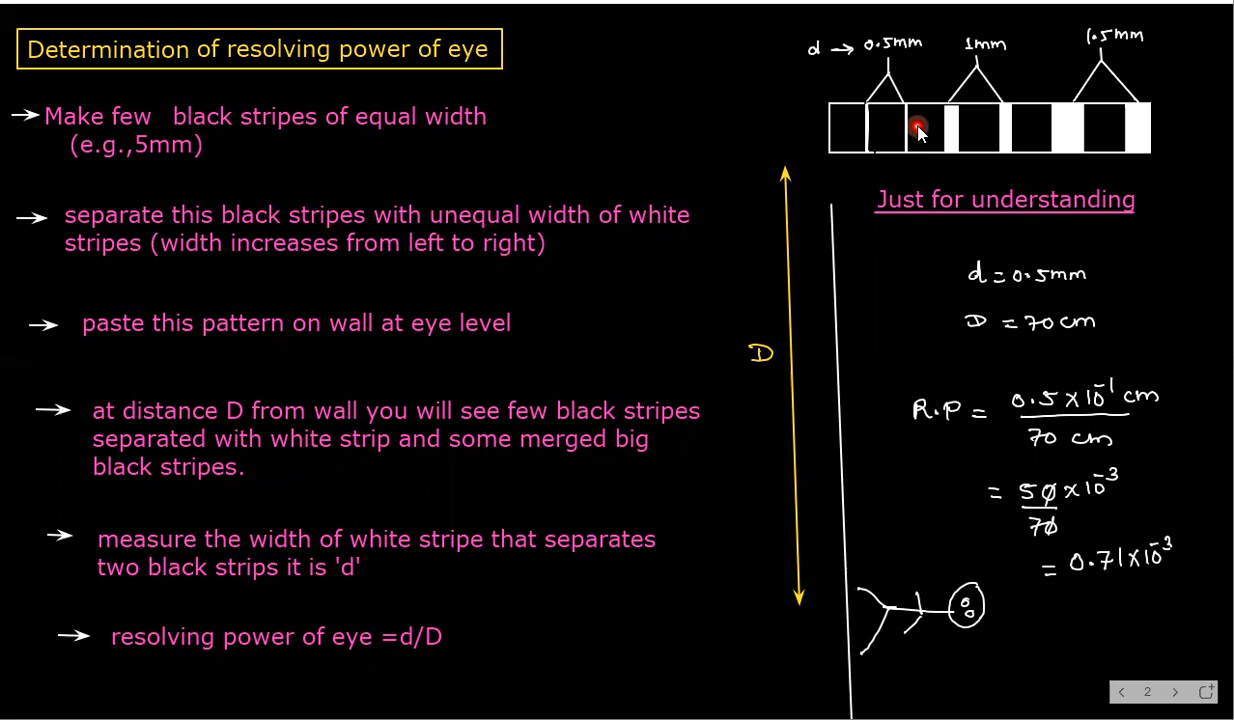 Determination of resolving power of eye
→ Make few black stripes of equal width
(e.g.,5mm)
→ separate this black stripes with unequal width of white
stripes (width increases from left to right)
→ paste this pattern on wall at eye level
→ at distance D from wall you will see few black stripes
separated with white strip and some merged big
black stripes.
→ measure the width of white stripe that separates
two black strips it is 'd'
→ resolving power of eye =d/D
d → 0.5mm 1mm 1.5mm
D
Just for understanding
d = 0.5mm
D = 70 cm
R.P = 0.5 x 10⁻¹ cm
70 cm
= 50 x 10⁻³
70
= 0.71 x 10⁻³
2